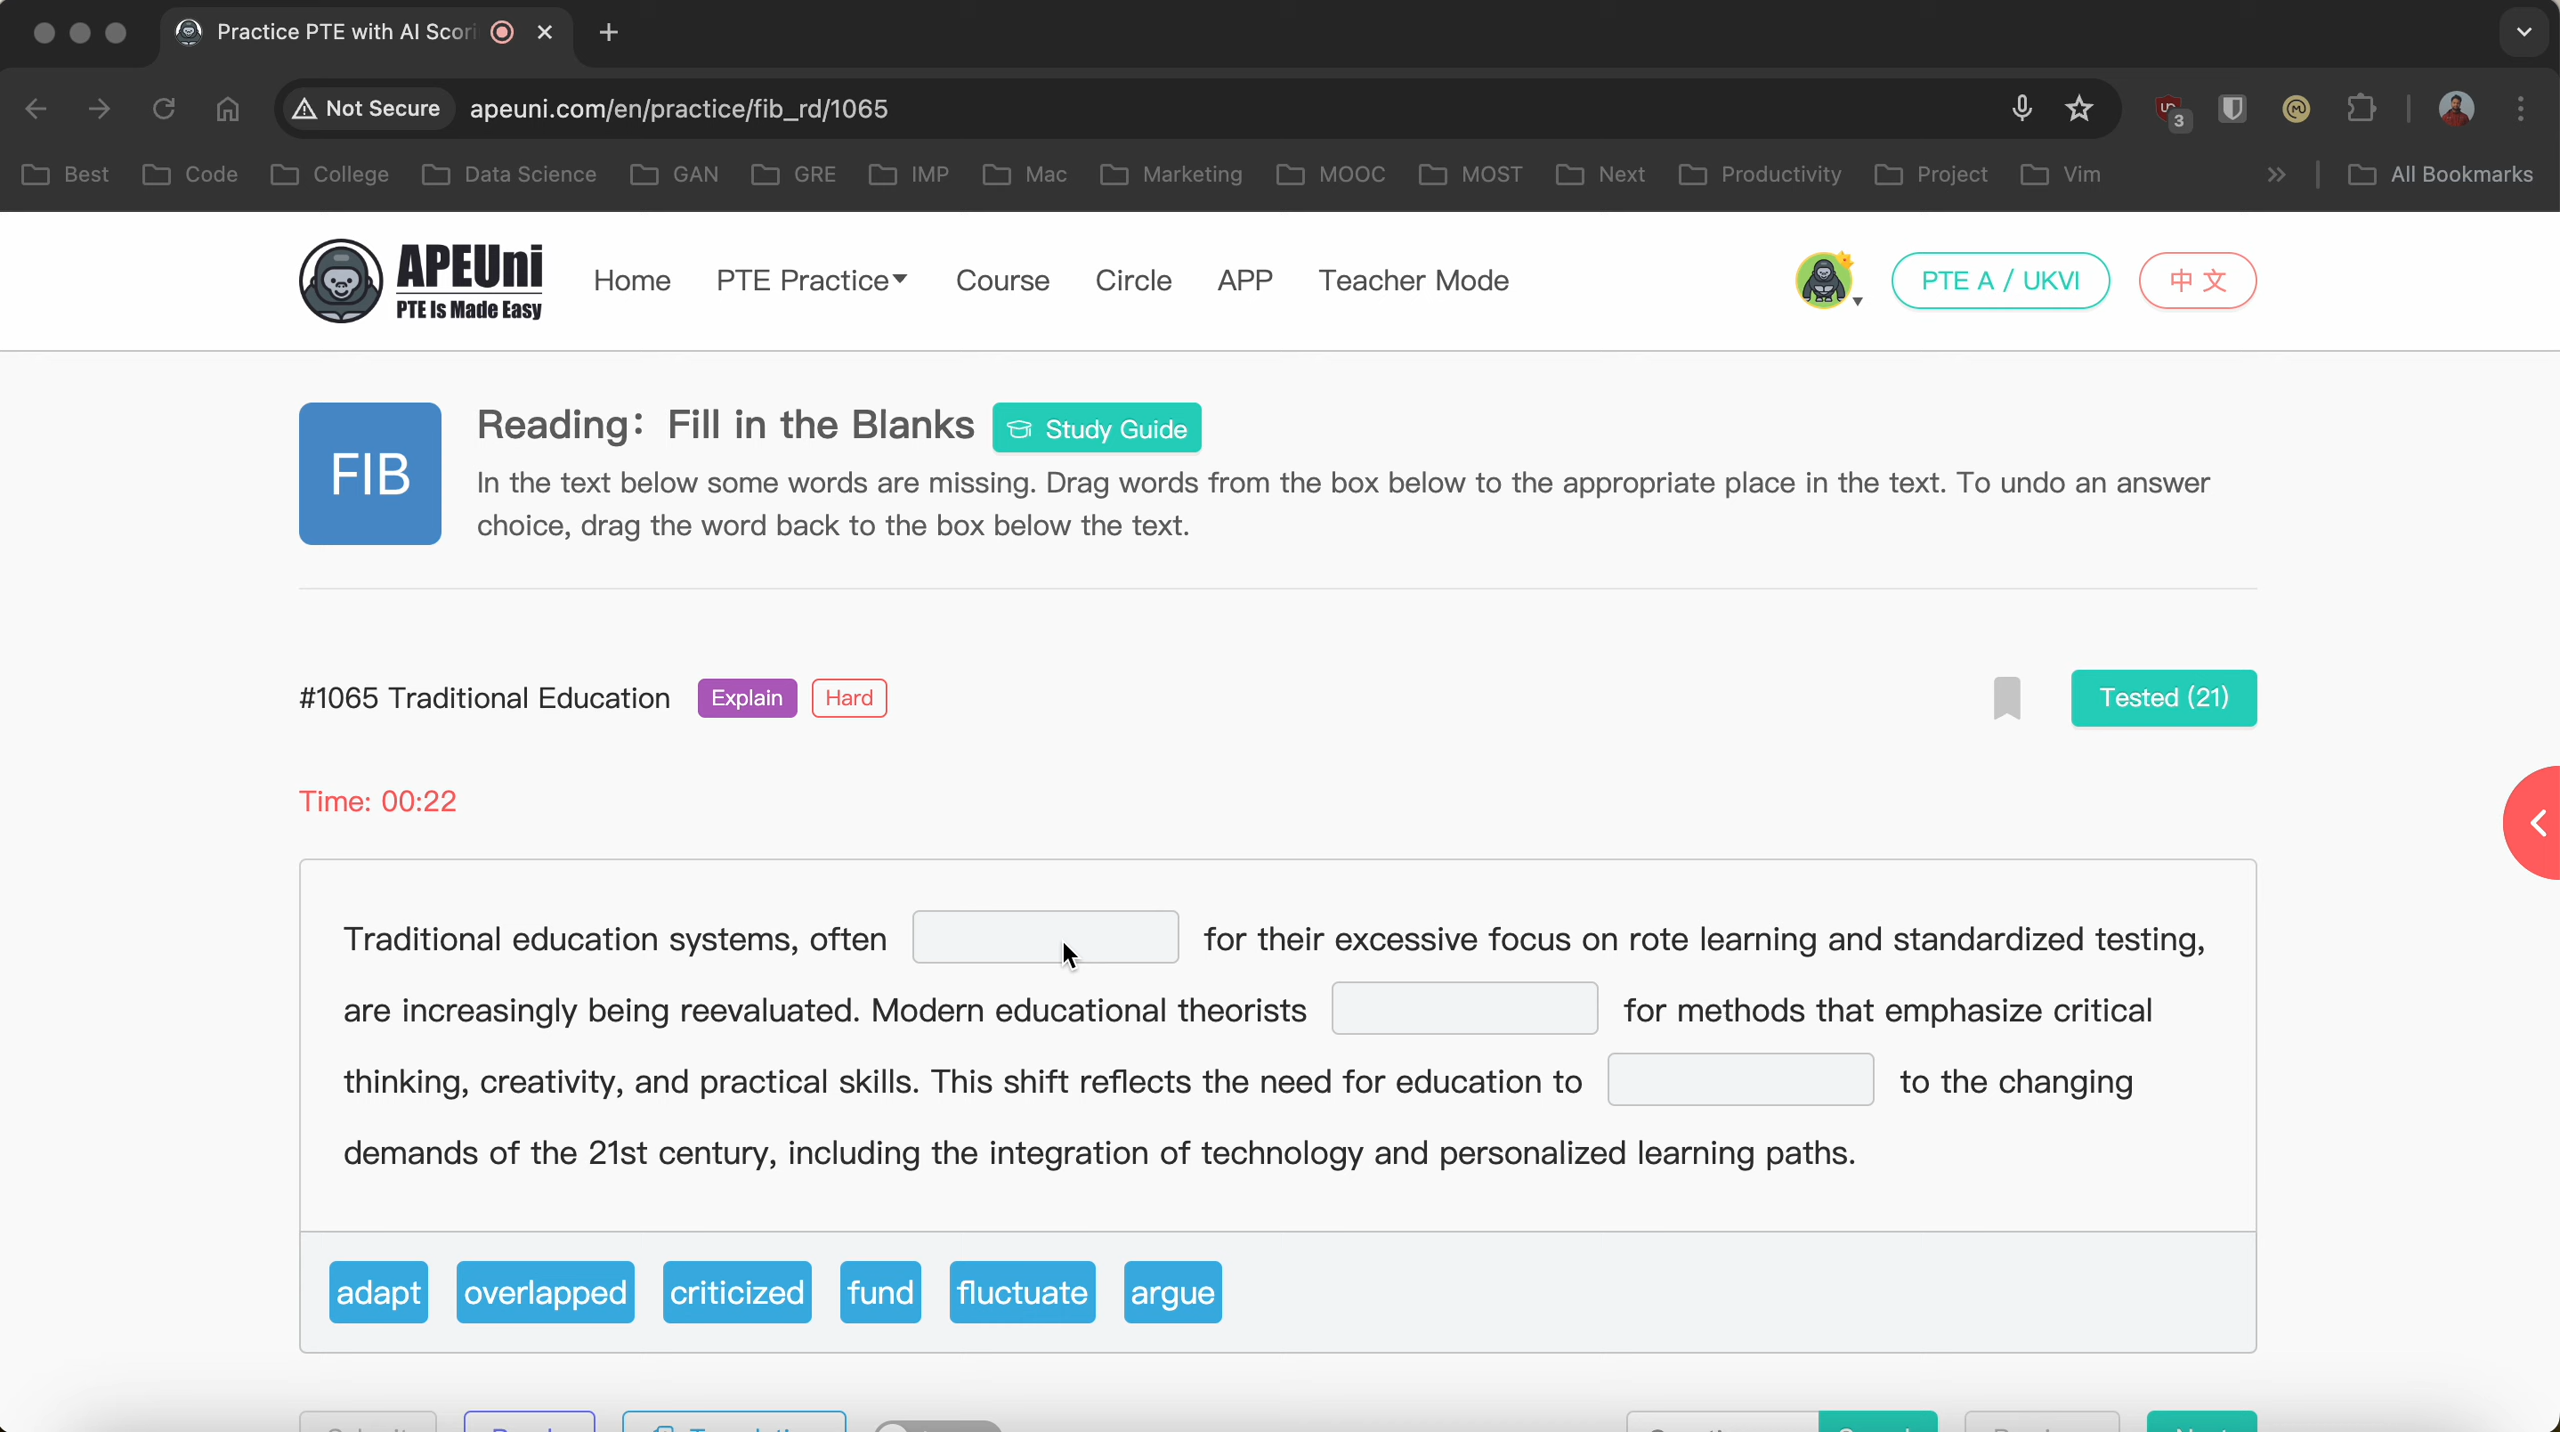 Practice PTE with AI Scori
Not Secure apeuni.com/en/practice/fib_rd/1065 3
Best Code College Data Science GAN GRE IMP Mac Marketing MOOC MOST Next Productivity Project Vim All Bookmarks
APEUni
PTE Is Made Easy
Home PTE Practice Course Circle APP Teacher Mode PTE A / UKVI 中文
FIB
Reading: Fill in the Blanks Study Guide
In the text below some words are missing. Drag words from the box below to the appropriate place in the text. To undo an answer
choice, drag the word back to the box below the text.
#1065 Traditional Education Explain Hard Tested (21)
Time: 00:22
Traditional education systems, often for their excessive focus on rote learning and standardized testing,
are increasingly being reevaluated. Modern educational theorists for methods that emphasize critical
thinking, creativity, and practical skills. This shift reflects the need for education to to the changing
demands of the 21st century, including the integration of technology and personalized learning paths.
adapt overlapped criticized fund fluctuate argue